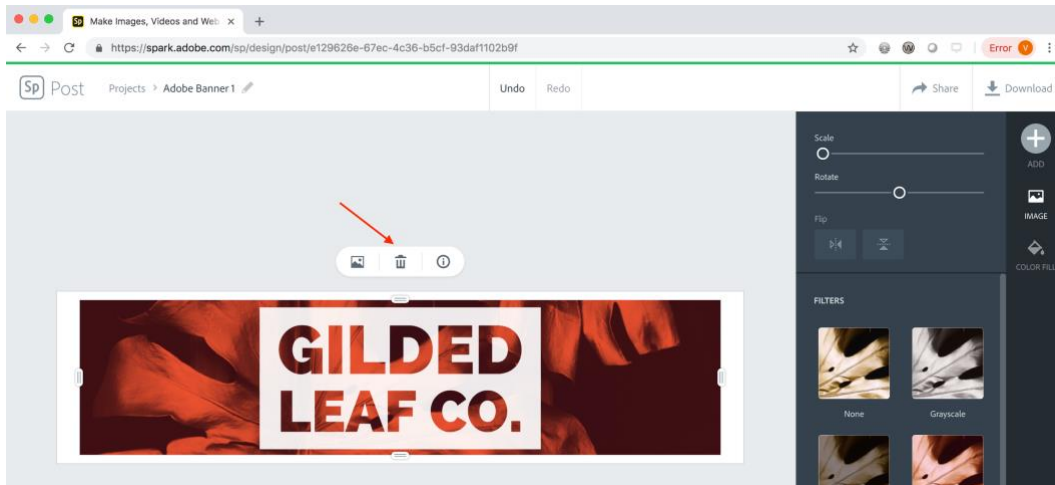 Sp Make Images, Videos and Web × +
https://spark.adobe.com/sp/design/post/e129626e-67ec-4c36-b5cf-93daf1102b9f Error V
Sp Post Projects > Adobe Banner 1 Undo Redo Share Download
Scale
Rotate
Flip
ADD
IMAGE
COLOR FILL
GILDED
LEAF CO.
FILTERS
None Grayscale